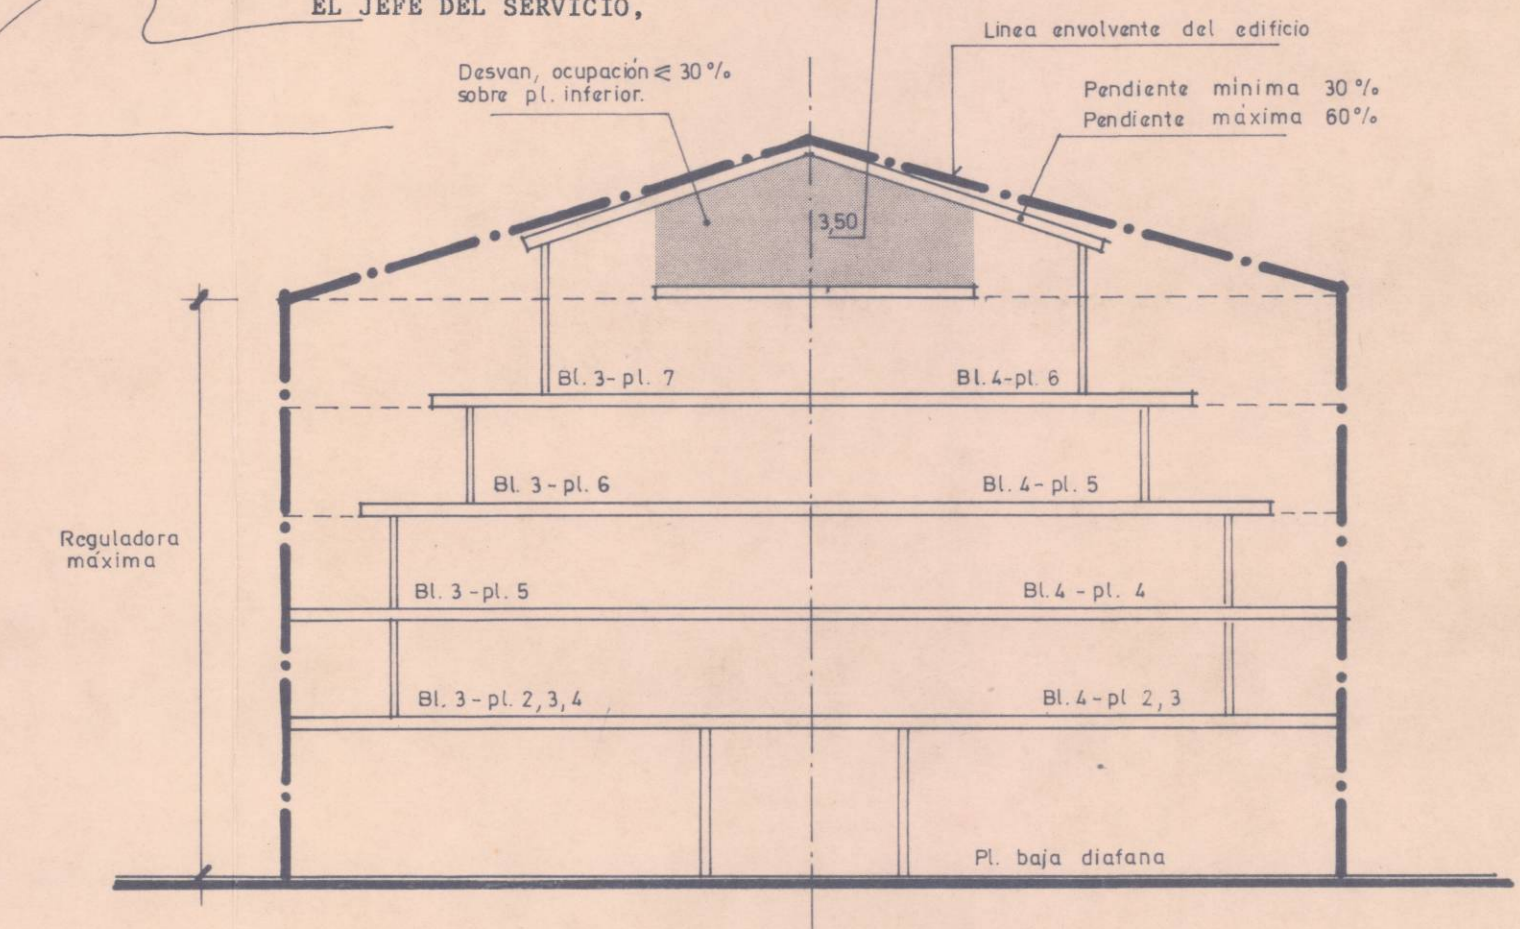 EL JEFE DEL SERVICIO,
Linea envolvente del edificio
Desvan, ocupación ⩽ 30%
sobre pl. inferior.
Pendiente mínima 30%
Pendiente máxima 60%
3,50
Bl. 3- pl. 7
Bl. 4-pl. 6
Bl. 3 - pl. 6
Bl. 4- pl. 5
Reguladora
máxima
Bl. 3 -pl. 5
Bl. 4 - pl. 4
Bl. 3 - pl. 2, 3, 4
Bl. 4- pl 2, 3
Pl. baja diafana